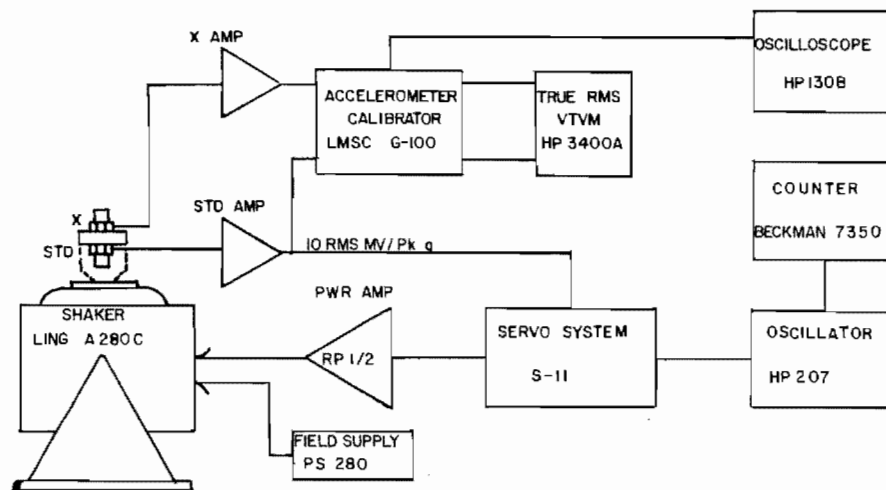 X AMP
OSCILLOSCOPE
HP 130B
ACCELEROMETER
CALIBRATOR
LMSC G-100
TRUE RMS
VTVM
HP 3400A
COUNTER
BECKMAN 7350
X
STD
STD AMP
10 RMS MV/Pk g
PWR AMP
SHAKER
LING A280C
RP 1/2
SERVO SYSTEM
S-11
OSCILLATOR
HP 207
FIELD SUPPLY
PS 280